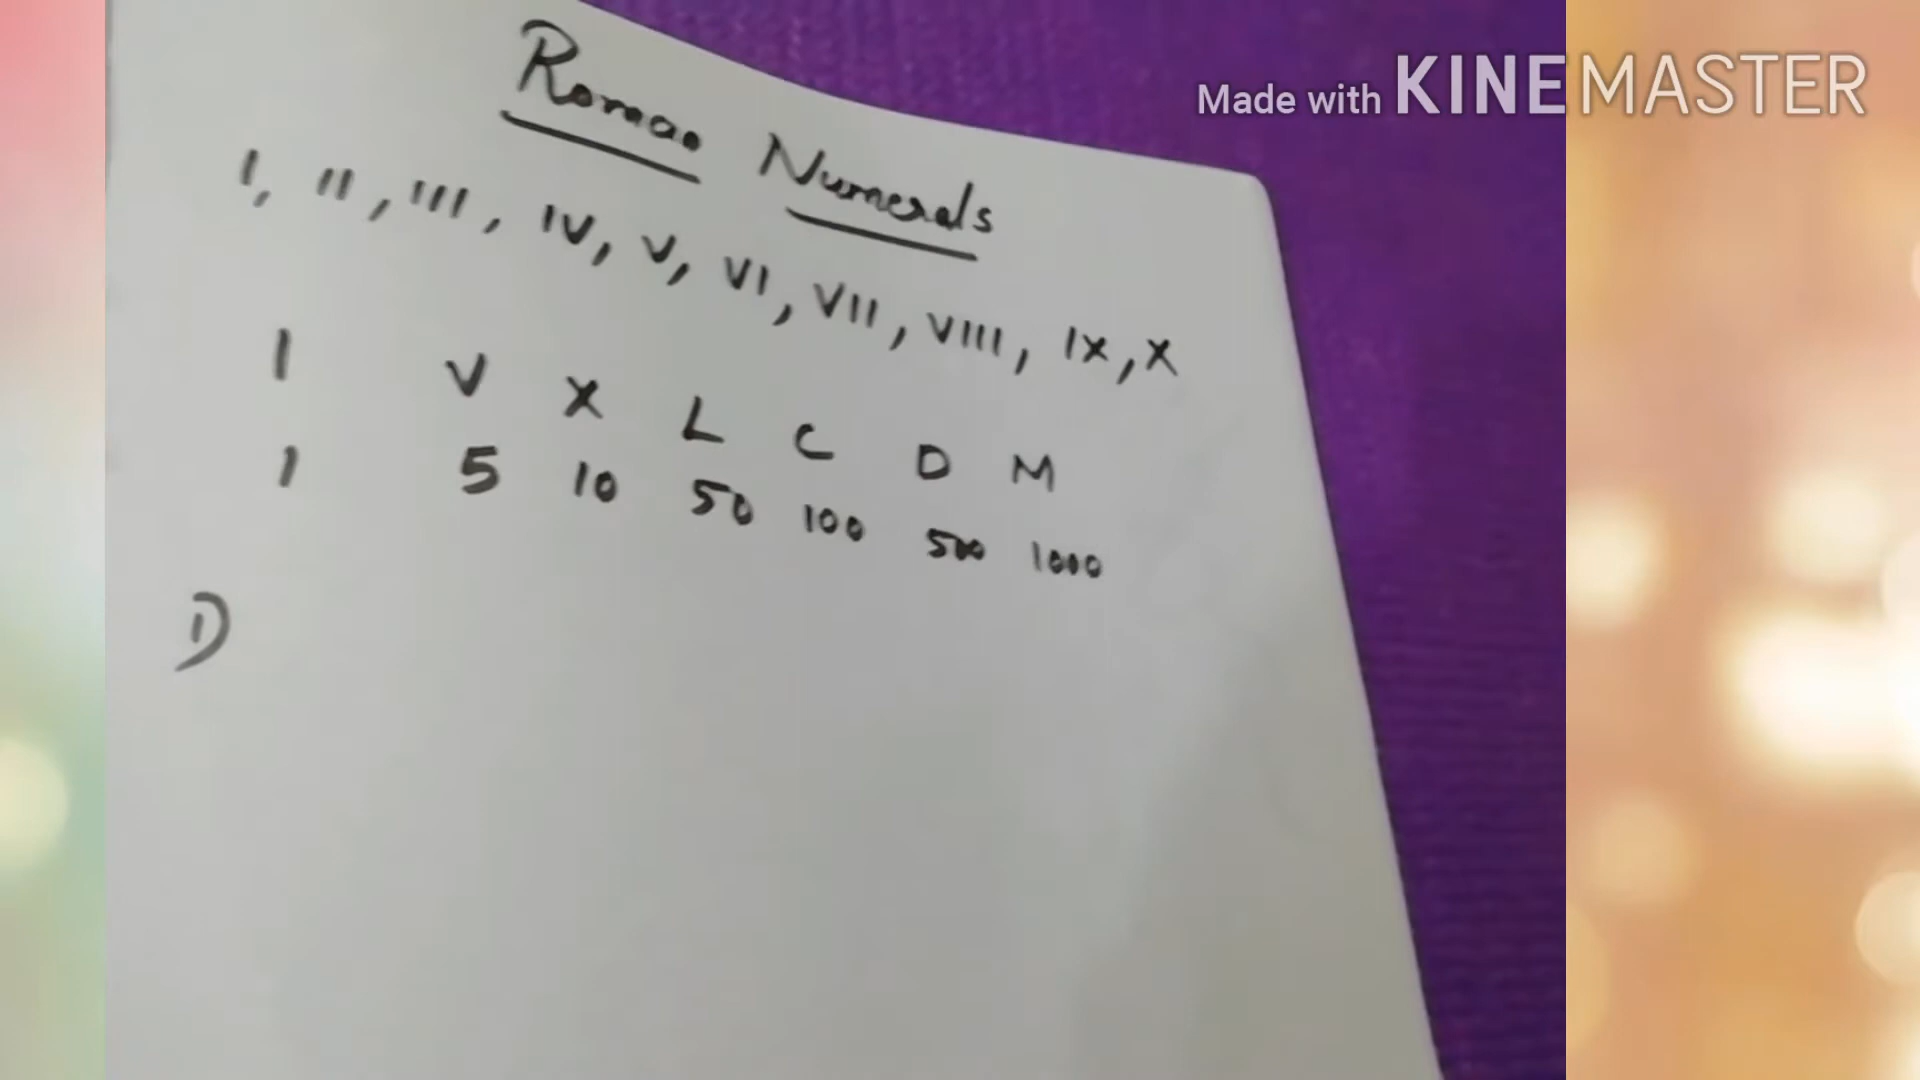 Made with KINEMASTER
Roman Numerals
I, II, III, IV, V, VI, VII, VIII, IX, X
I V X L C D M
1 5 10 50 100 500 1000
1)